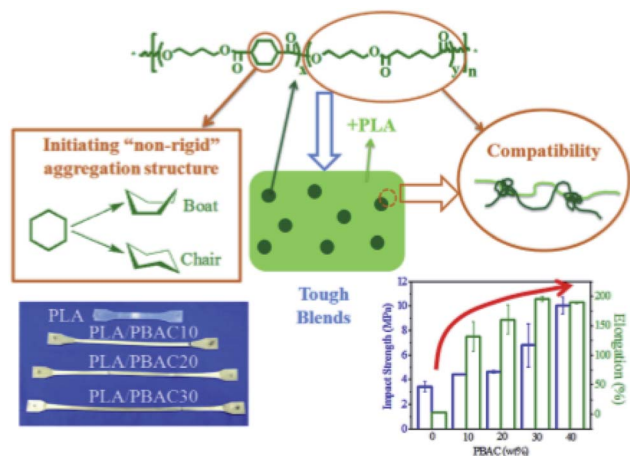 O
O
O
O
x
O
O
O
O
y
n
Initiating “non-rigid”
aggregation structure
Boat
Chair
+PLA
Compatibility
Tough
Blends
PLA
PLA/PBAC10
PLA/PBAC20
PLA/PBAC30
Impact Strength (MPa)
12
10
8
6
4
2
0
Elongation (%)
200
150
100
50
0
0 10 20 30 40
PBAC (wt%)